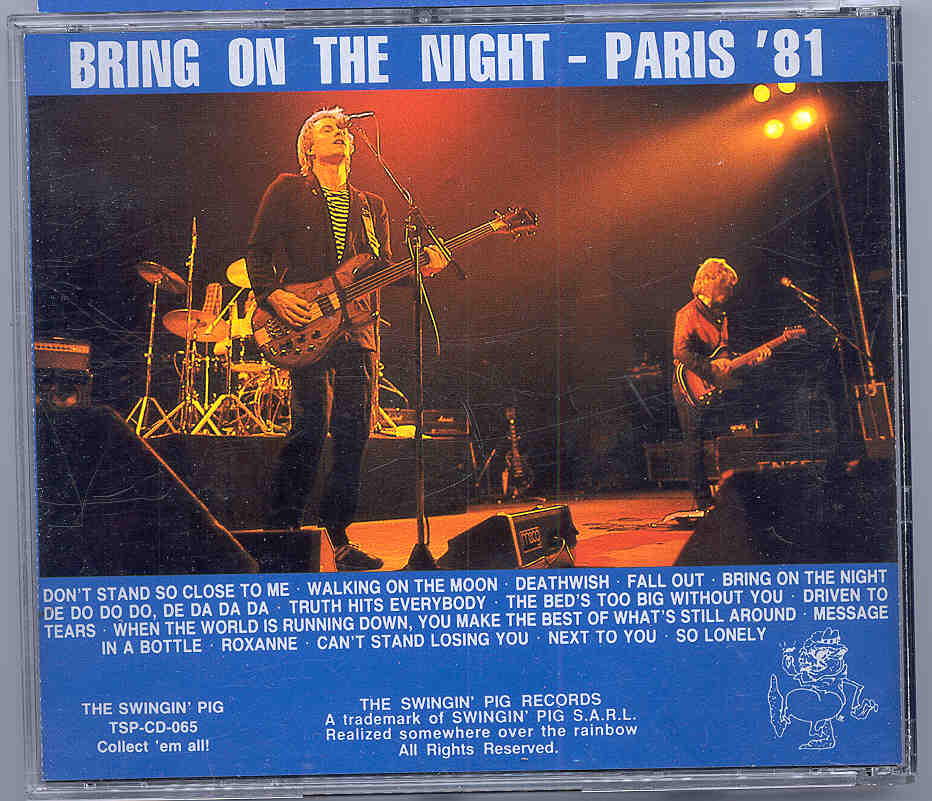 BRING ON THE NIGHT - PARIS '81
DON'T STAND SO CLOSE TO ME · WALKING ON THE MOON · DEATHWISH · FALL OUT · BRING ON THE NIGHT
DE DO DO DO, DE DA DA DA · TRUTH HITS EVERYBODY · THE BED'S TOO BIG WITHOUT YOU · DRIVEN TO
TEARS · WHEN THE WORLD IS RUNNING DOWN, YOU MAKE THE BEST OF WHAT'S STILL AROUND · MESSAGE
IN A BOTTLE · ROXANNE · CAN'T STAND LOSING YOU · NEXT TO YOU · SO LONELY
THE SWINGIN' PIG
TSP-CD-065
Collect 'em all!
THE SWINGIN' PIG RECORDS
A trademark of SWINGIN' PIG S.A.R.L.
Realized somewhere over the rainbow
All Rights Reserved.